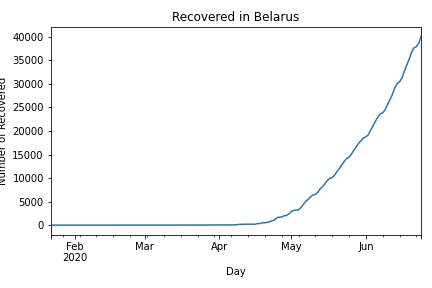 Recovered in Belarus
Number of Recovered
40000
35000
30000
25000
20000
15000
10000
5000
0
Feb
2020
Mar
Apr
May
Jun
Day